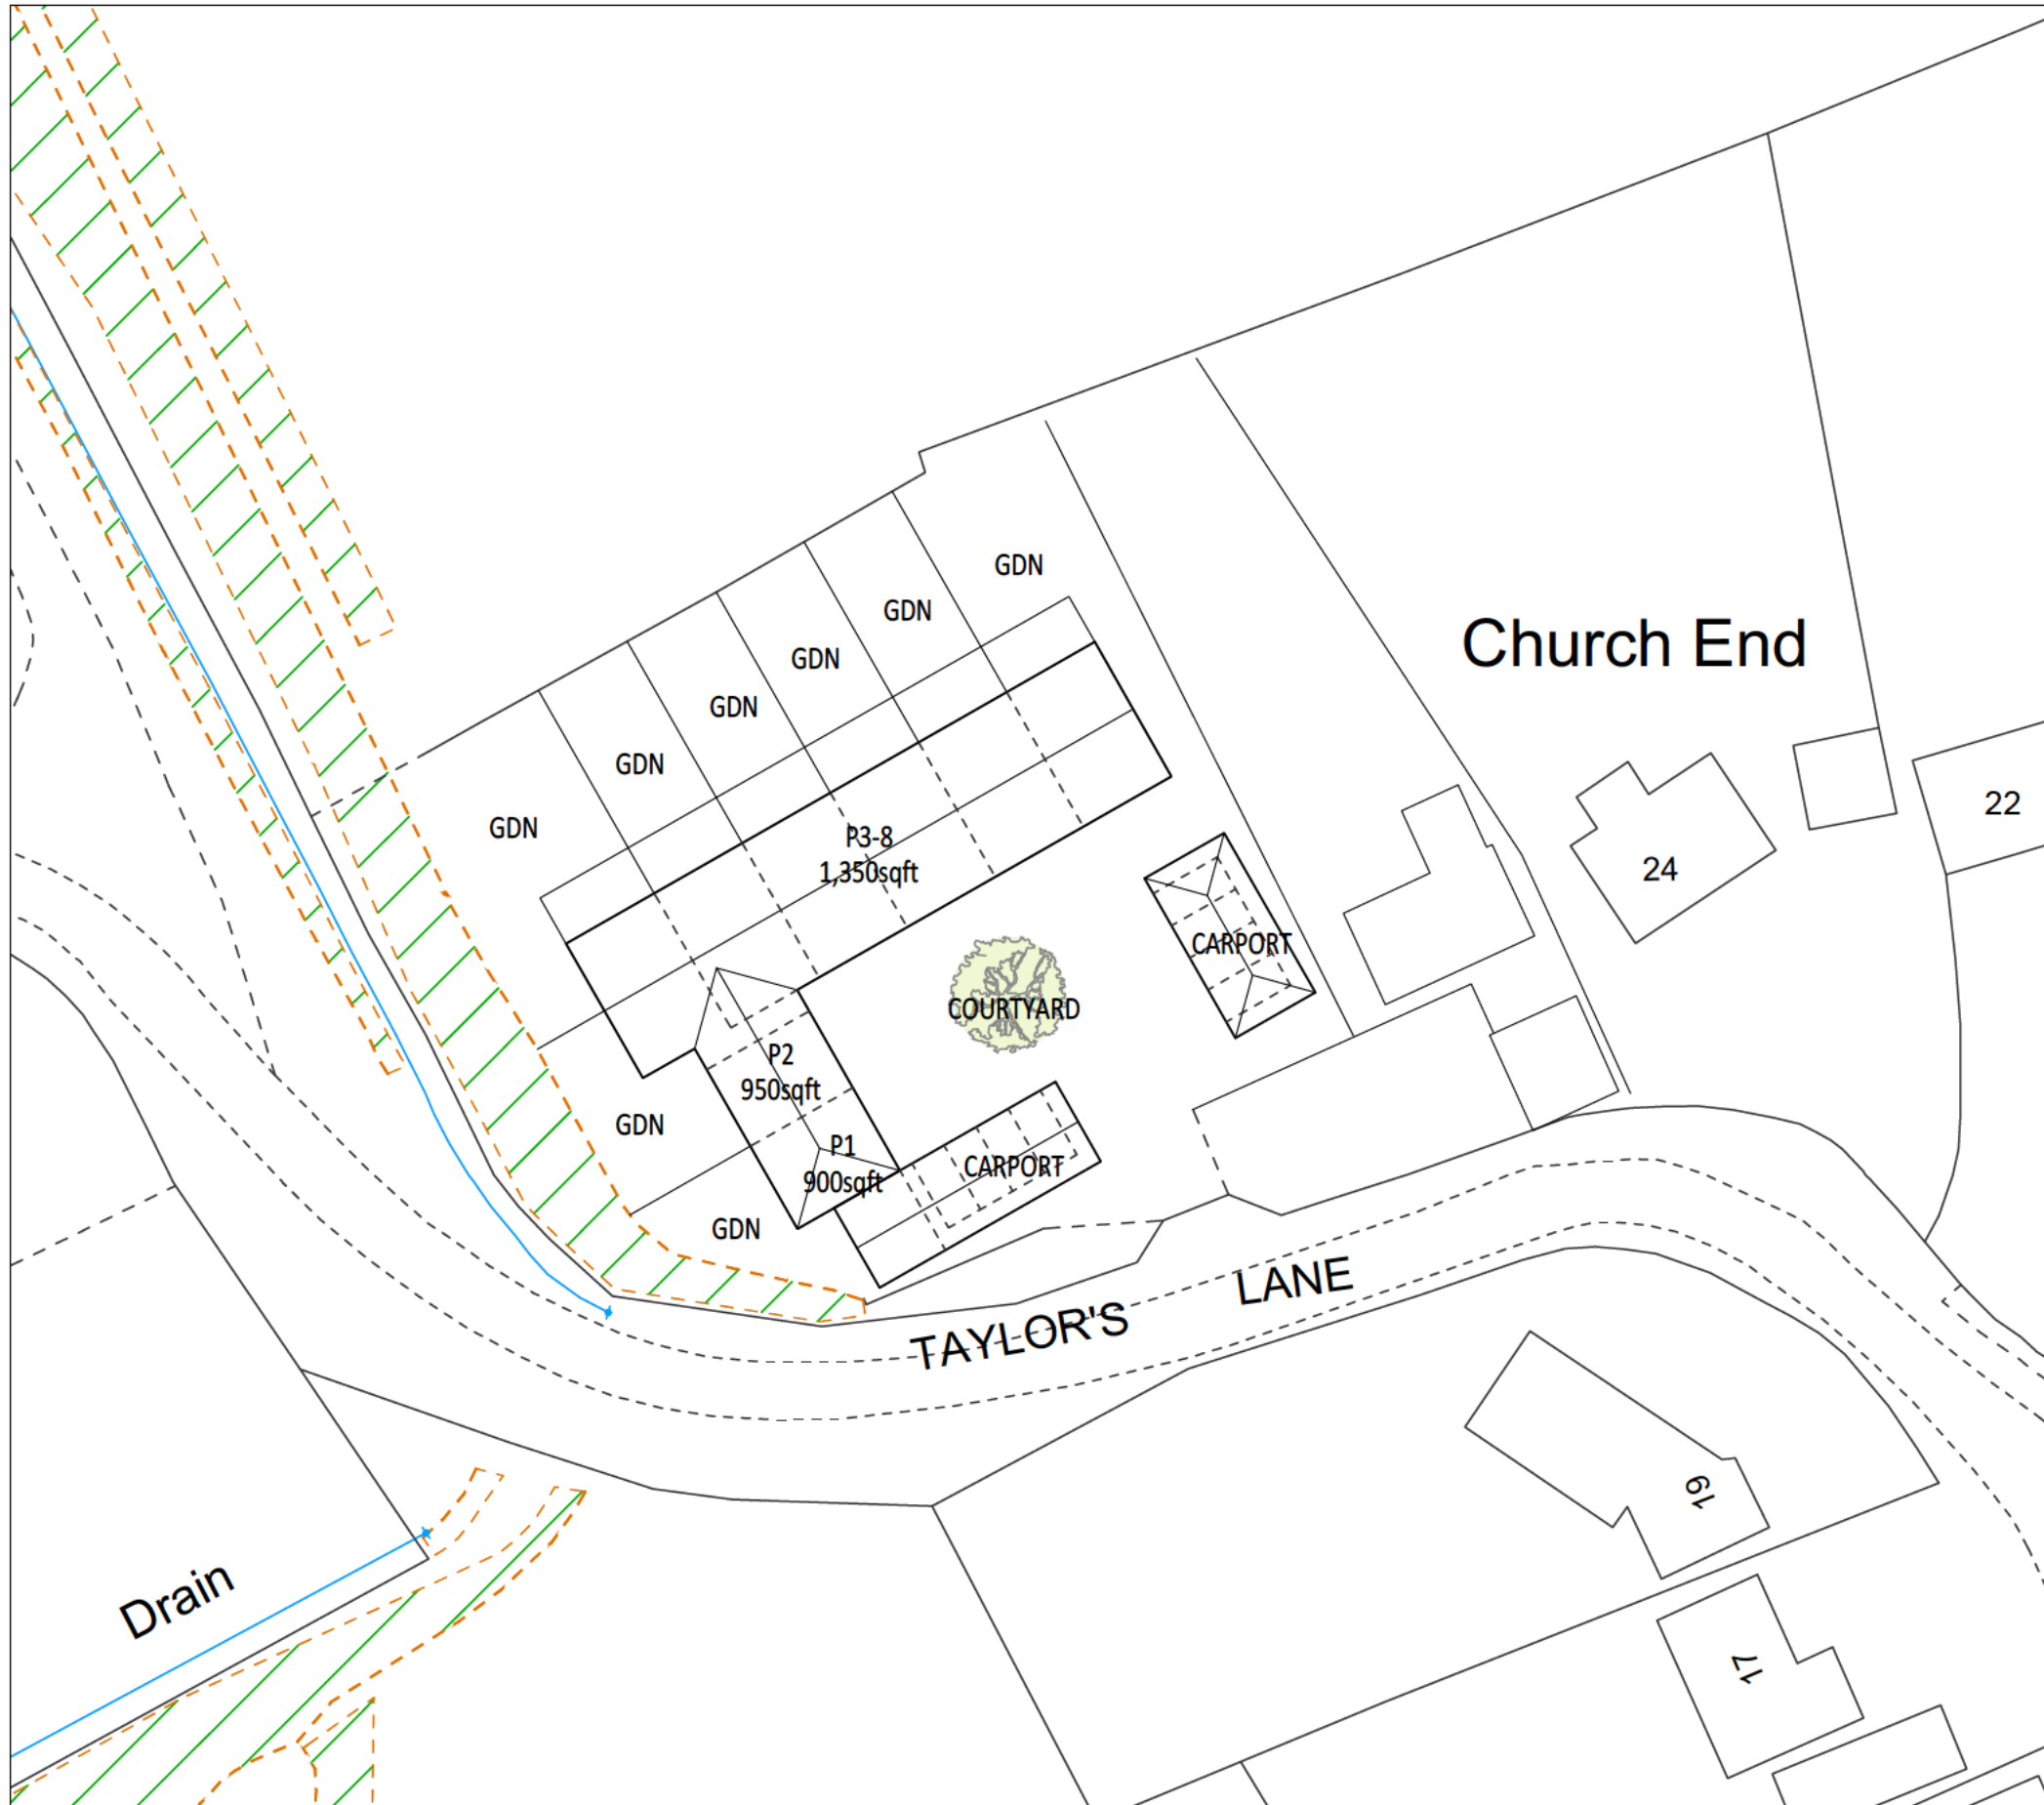 GDN
GDN
GDN
Church End
GDN
GDN
GDN
22
P3-8
1,350sqft
24
CARPORT
COURTYARD
P2
950sqft
GDN
P1
900sqft
CARPORT
GDN
TAYLOR'S LANE
19
Drain
17